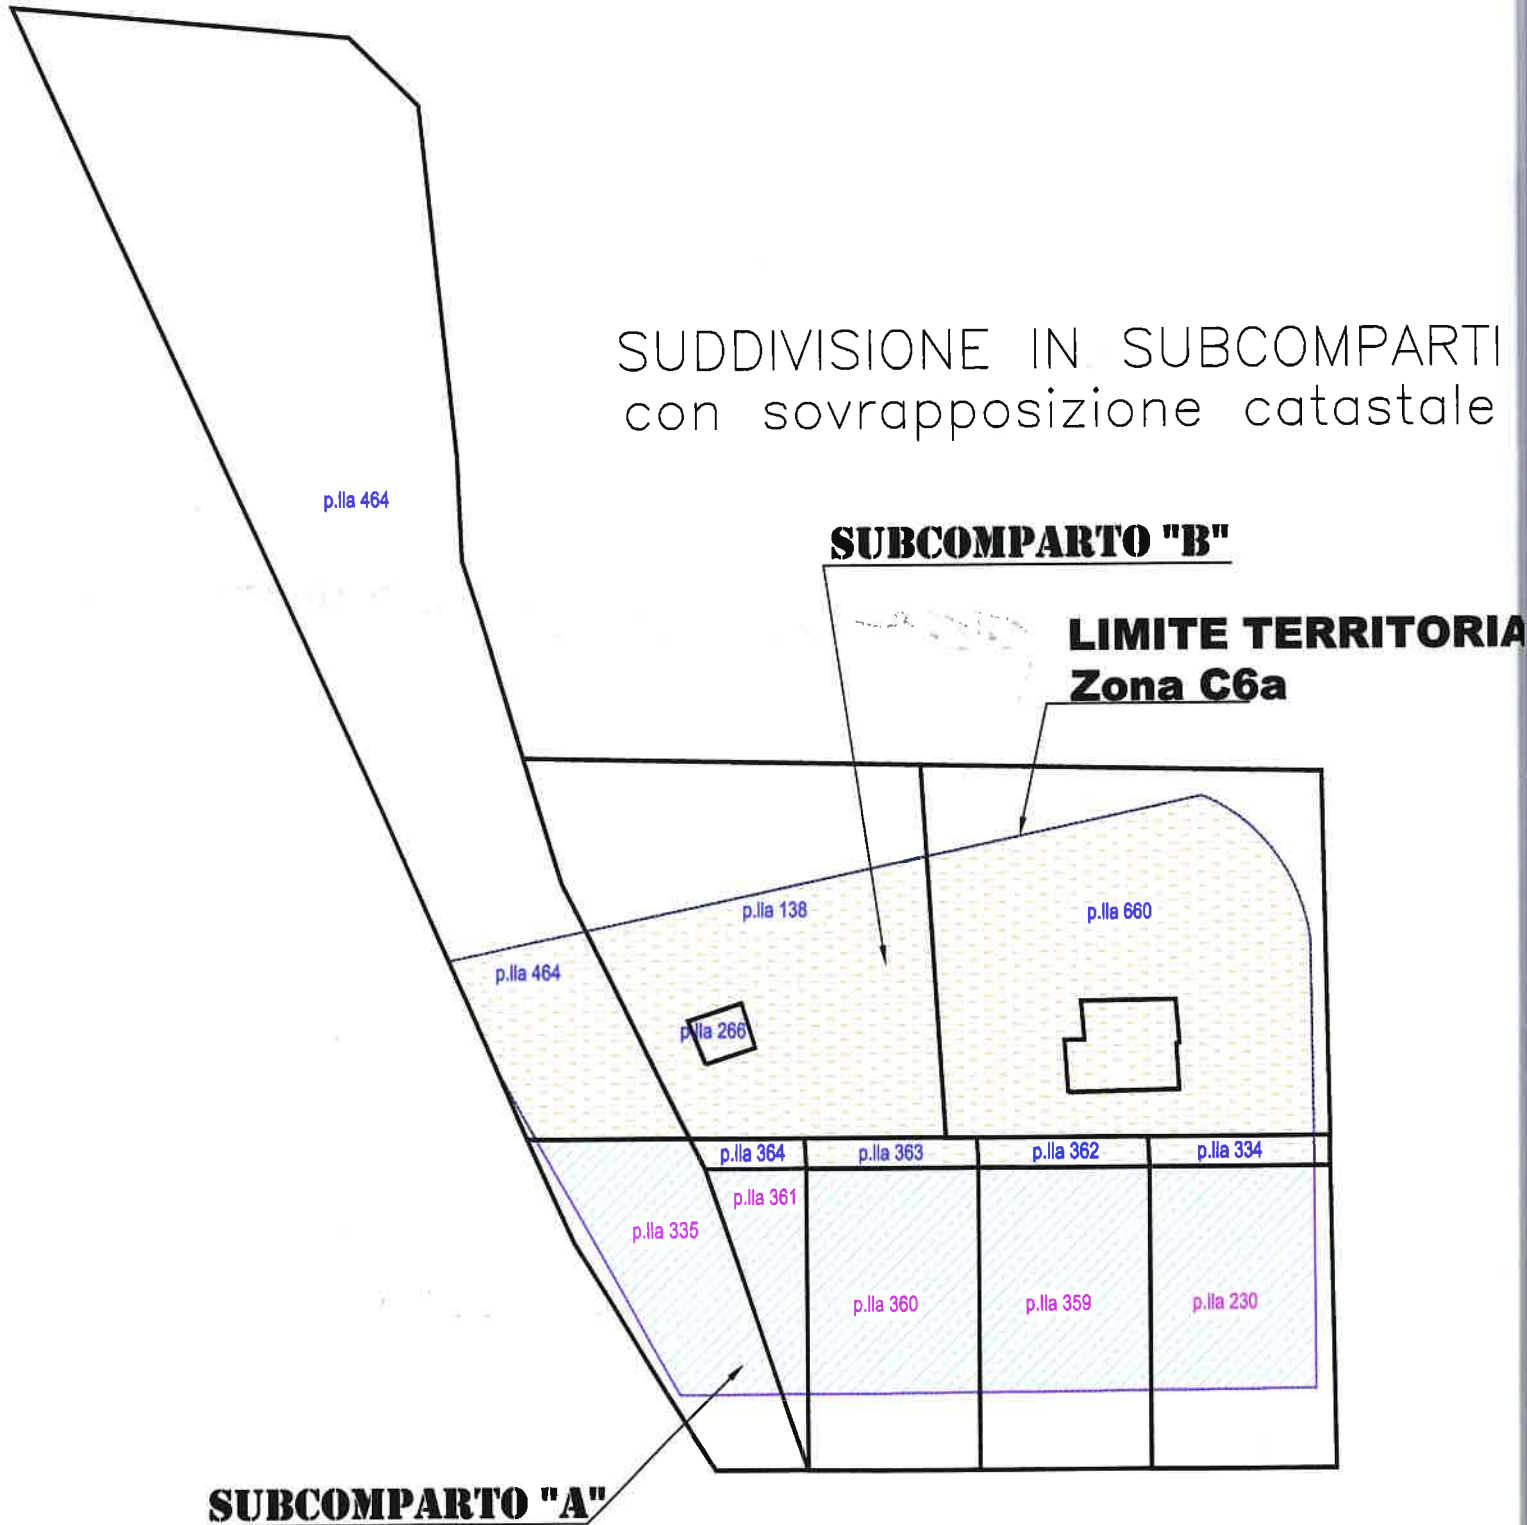 SUDDIVISIONE IN SUBCOMPARTI
con sovrapposizione catastale
p.lla 464
SUBCOMPARTO "B"
LIMITE TERRITORIA
Zona C6a
p.lla 138
p.lla 660
p.lla 464
p.lla 266
p.lla 364
p.lla 363
p.lla 362
p.lla 334
p.lla 361
p.lla 335
p.lla 360
p.lla 359
p.lla 230
SUBCOMPARTO "A"